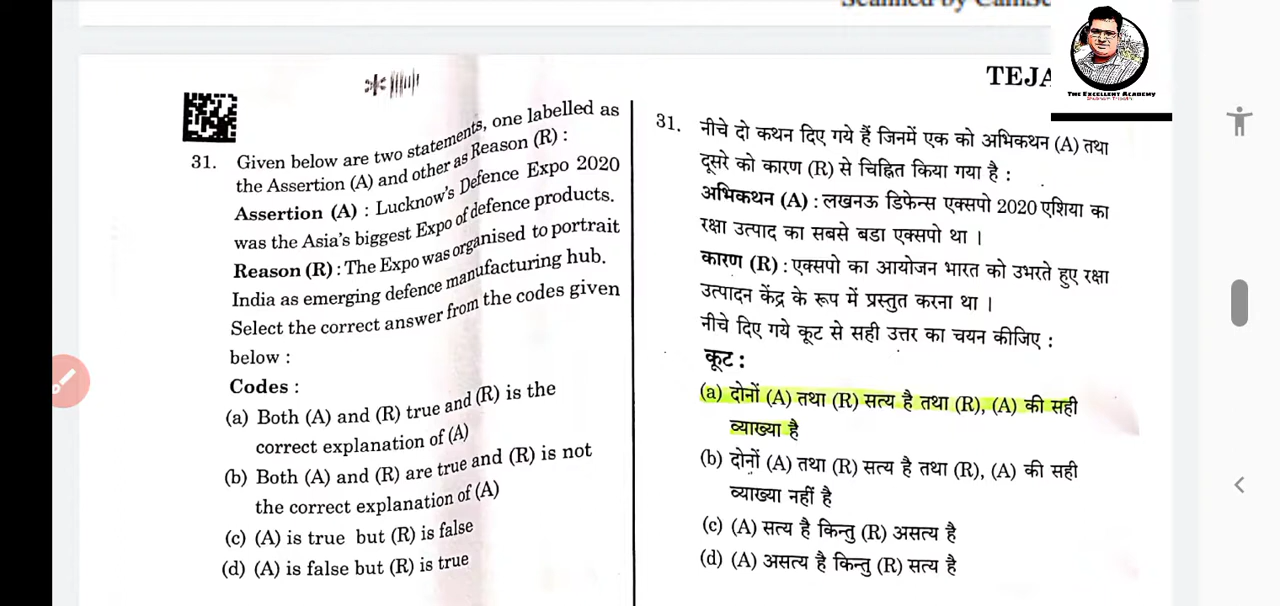 TEJA
THE EXCELLENT ACADEMY
31. Given below are two statements, one labelled as
the Assertion (A) and other as Reason (R) :
Assertion (A) : Lucknow's Defence Expo 2020
was the Asia's biggest Expo of defence products.
Reason (R) : The Expo was organised to portrait
India as emerging defence manufacturing hub.
Select the correct answer from the codes given
below :
Codes :
(a) Both (A) and (R) true and (R) is the
correct explanation of (A)
(b) Both (A) and (R) are true and (R) is not
the correct explanation of (A)
(c) (A) is true but (R) is false
(d) (A) is false but (R) is true
31. नीचे दो कथन दिए गये हैं जिनमें एक को अभिकथन (A) तथा
दूसरे को कारण (R) से चिह्नित किया गया है :
अभिकथन (A) : लखनऊ डिफेन्स एक्सपो 2020 एशिया का
रक्षा उत्पाद का सबसे बडा एक्सपो था ।
कारण (R) : एक्सपो का आयोजन भारत को उभरते हुए रक्षा
उत्पादन केंद्र के रूप में प्रस्तुत करना था ।
नीचे दिए गये कूट से सही उत्तर का चयन कीजिए :
कूट :
(a) दोनों (A) तथा (R) सत्य है तथा (R), (A) की सही
व्याख्या है
(b) दोनों (A) तथा (R) सत्य है तथा (R), (A) की सही
व्याख्या नहीं है
(c) (A) सत्य है किन्तु (R) असत्य है
(d) (A) असत्य है किन्तु (R) सत्य है